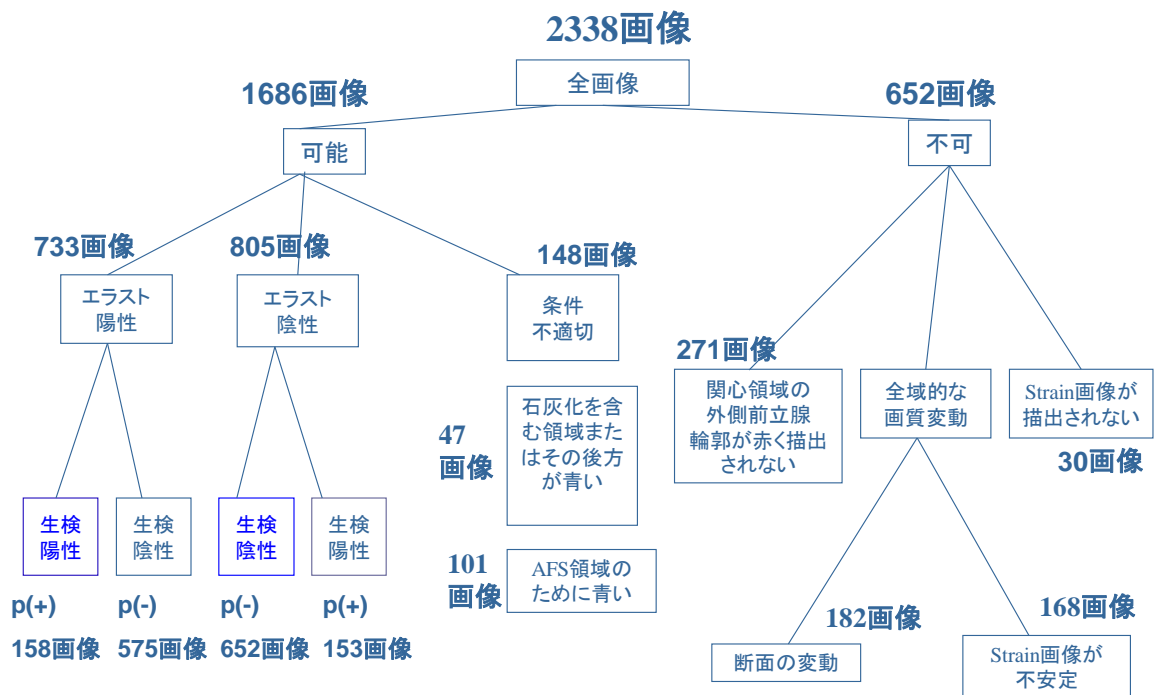 2338画像
全画像
1686画像
652画像
可能
不可
733画像
805画像
148画像
エラスト
陽性
エラスト
陰性
条件
不適切
271画像
関心領域の
外側前立腺
輪郭が赤く描出
されない
全域的な
画質変動
Strain画像が
描出されない
30画像
47
画像
石灰化を含
む領域また
はその後方
が青い
生検
陽性
生検
陰性
生検
陰性
生検
陽性
101
画像
AFS領域の
ために青い
p(+)
p(-)
p(-)
p(+)
158画像
575画像
652画像
153画像
182画像
168画像
断面の変動
Strain画像が
不安定